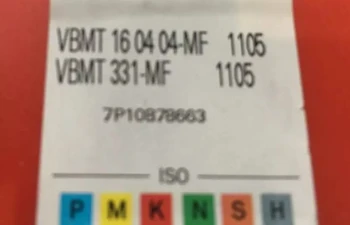 VBMT 16 04 04-MF 1105
VBMT 331-MF 1105
7P10878663
ISO
P M K N S H